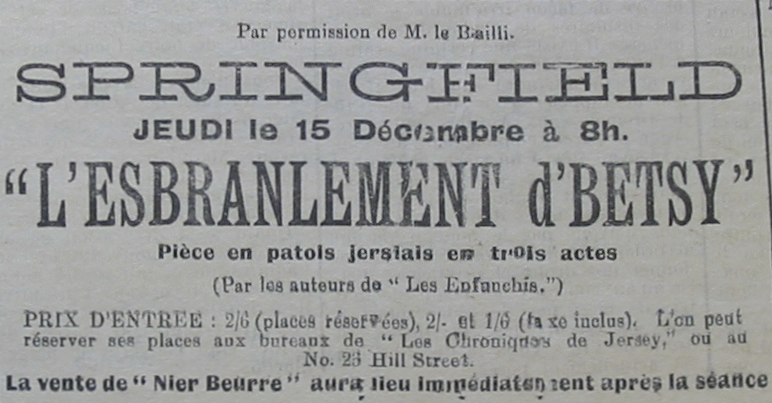 Par permission de M. le Bailli.
SPRINGFIELD
JEUDI le 15 Décembre à 8h.
“L'ESBRANLEMENT d'BETSY”
Pièce en patois jersiais en trois actes
(Par les auteurs de “ Les Enfanchis.”)
PRIX D'ENTREE : 2/6 (places réservées), 2/- et 1/6 (taxe inclus). L'on peut
réserver ses places aux bureaux de “ Les Chroniques de Jersey,” ou au
No. 23 Hill Street.
La vente de “ Nier Beurre ” aura lieu immédiatement après la séance